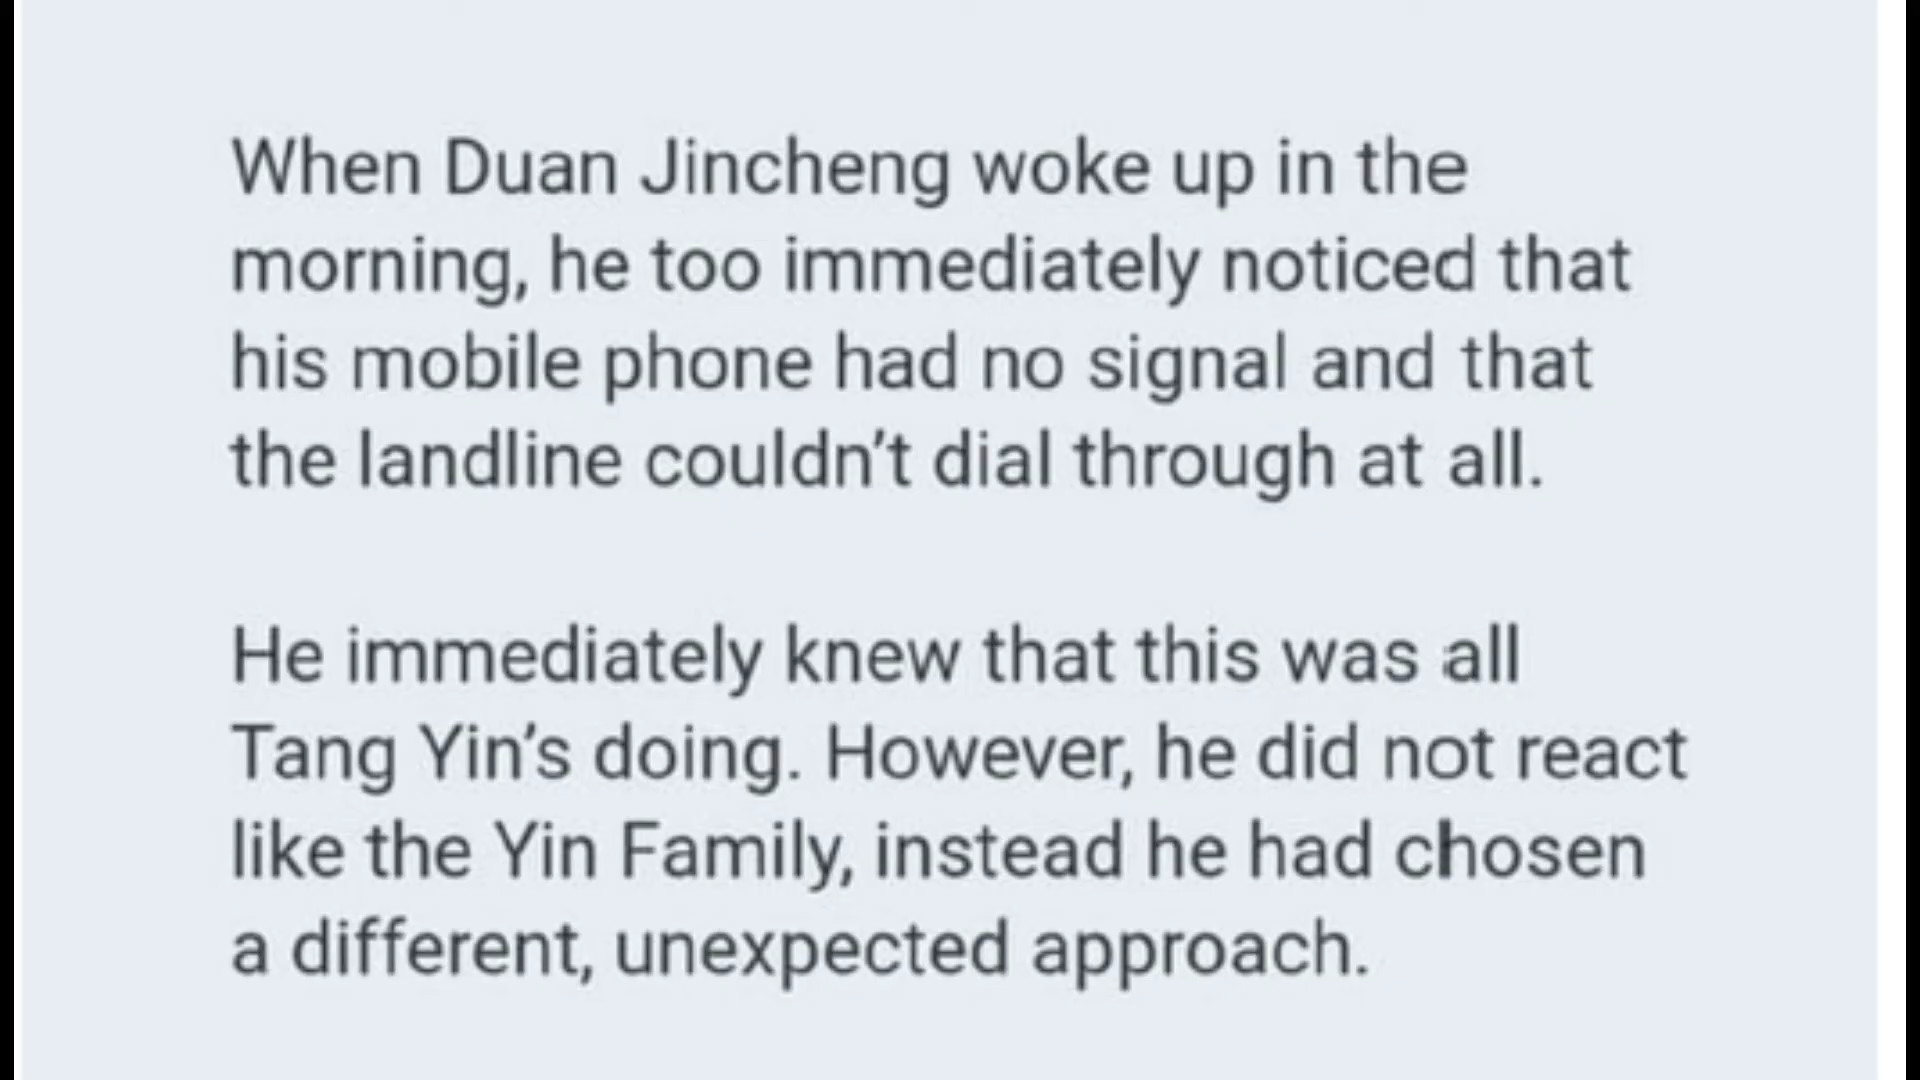 When Duan Jincheng woke up in the
morning, he too immediately noticed that
his mobile phone had no signal and that
the landline couldn’t dial through at all.
He immediately knew that this was all
Tang Yin’s doing. However, he did not react
like the Yin Family, instead he had chosen
a different, unexpected approach.